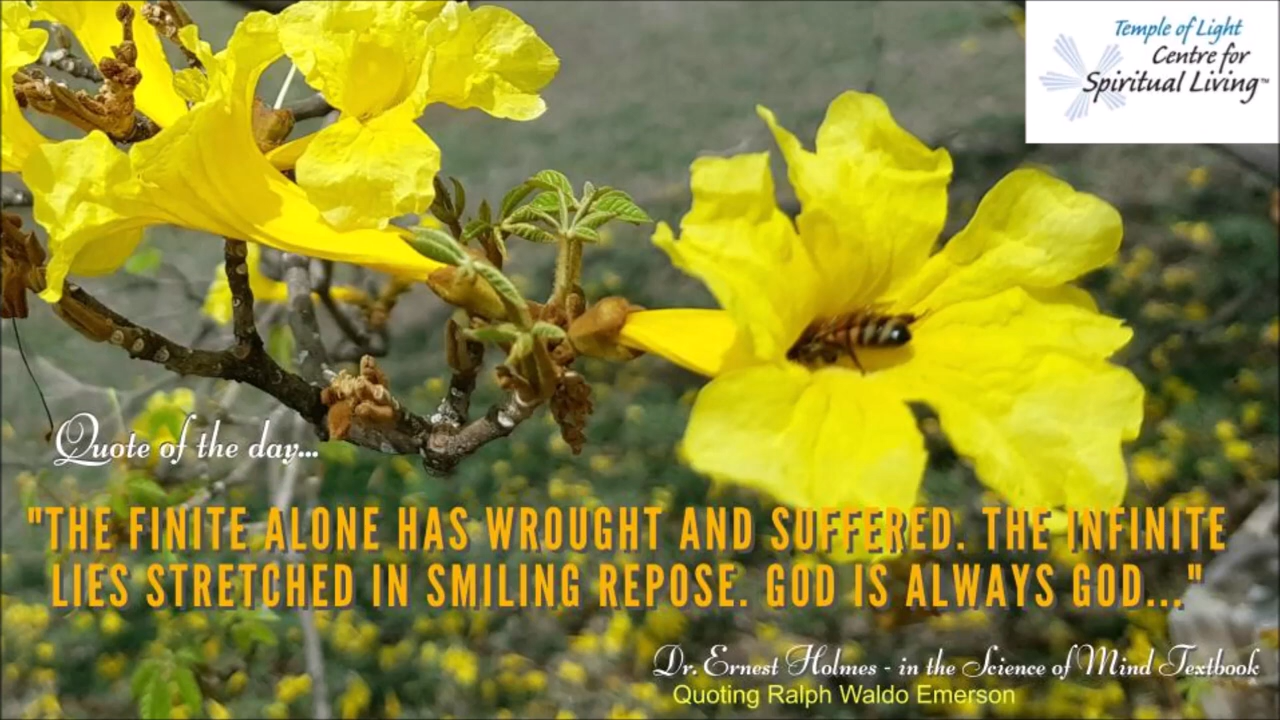 Temple of Light
Centre for
Spiritual Living™
Quote of the day...
"THE FINITE ALONE HAS WROUGHT AND SUFFERED. THE INFINITE
LIES STRETCHED IN SMILING REPOSE. GOD IS ALWAYS GOD..."
Dr. Ernest Holmes - in the Science of Mind Textbook
Quoting Ralph Waldo Emerson